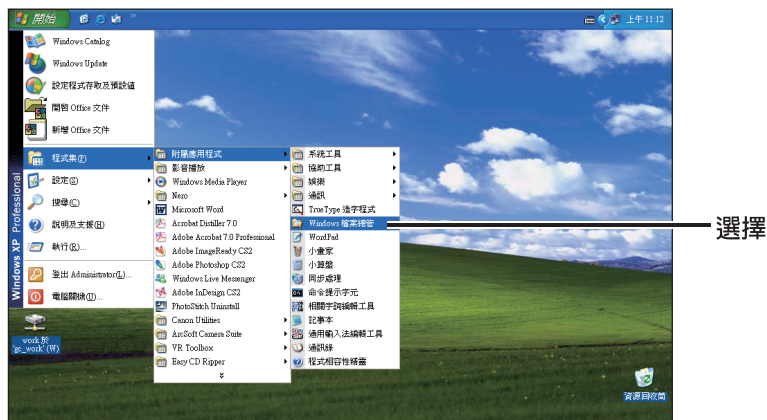 開始
上午 11:12
Windows Catalog
Windows Update
設定程式存取及預設値
開啓 Office 文件
新增 Office 文件
程式集(P)
設定(S)
搜尋(C)
說明及支援(H)
執行(R)...
登出 Administrator(L)...
電腦關機(U)...
Windows XP Professional
附屬應用程式
影音播放
Windows Media Player
Nero
Microsoft Word
Acrobat Distiller 7.0
Adobe Acrobat 7.0 Professional
Adobe ImageReady CS2
Adobe Photoshop CS2
Windows Live Messenger
Adobe InDesign CS2
PhotoStitch Uninstall
Canon Utilities
ArcSoft Camera Suite
VR Toolbox
Easy CD Ripper
系統工具
協助工具
娛樂
通訊
TrueType 造字程式
Windows 檔案總管
WordPad
小畫家
小算盤
同步處理
命令提示字元
相關字詞編輯工具
記事本
通用輸入法編輯工具
通訊錄
程式相容性精靈
選擇
work 於
'gc_work' (W)
資源回收筒